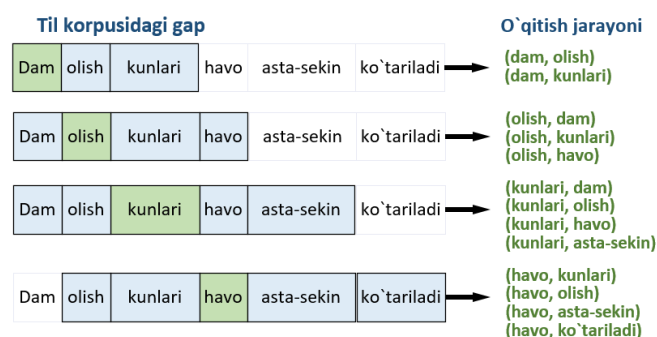 Til korpusidagi gap
O`qitish jarayoni
Dam olish kunlari havo asta-sekin ko`tariladi
(dam, olish)
(dam, kunlari)
Dam olish kunlari havo asta-sekin ko`tariladi
(olish, dam)
(olish, kunlari)
(olish, havo)
Dam olish kunlari havo asta-sekin ko`tariladi
(kunlari, dam)
(kunlari, olish)
(kunlari, havo)
(kunlari, asta-sekin)
Dam olish kunlari havo asta-sekin ko`tariladi
(havo, kunlari)
(havo, olish)
(havo, asta-sekin)
(havo, ko`tariladi)